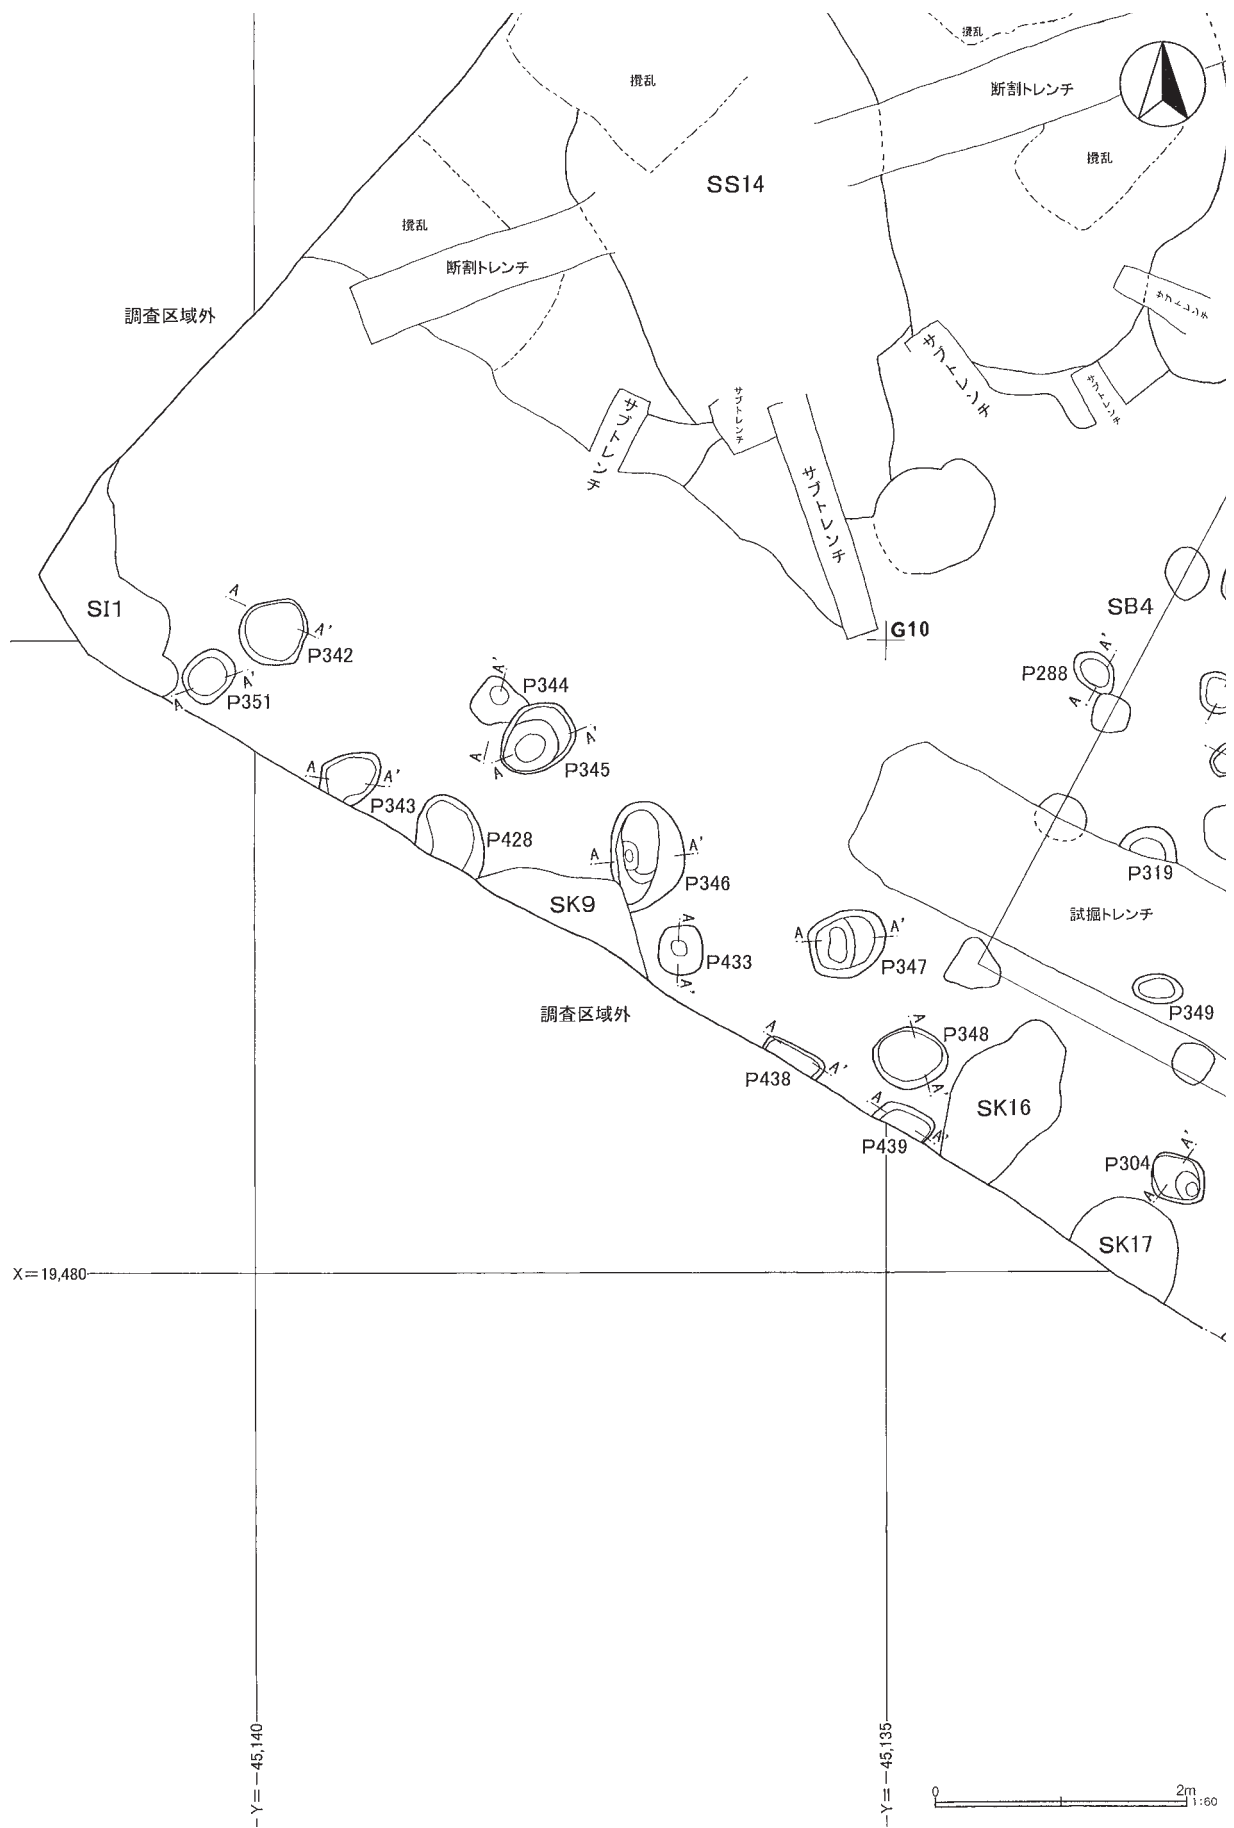 攪乱
攪乱
断割トレンチ
攪乱
SS14
攪乱
断割トレンチ
調査区域外
サブトレンチ
サブトレンチ
サブトレンチ
サブトレンチ
サブトレンチ
サブトレンチ
SI1
A
A'
P342
A
A'
P351
G10
SB4
A'
P288
A
A'
P344
A
A'
A
P345
A
A'
P343
P428
A
A'
P346
SK9
A
P433
A'
A
A'
P347
P319
試掘トレンチ
P349
調査区域外
A
P348
A'
A
A'
P438
A
A'
P439
SK16
A'
P304
A
SK17
X=19,480
Y=-45,140
Y=-45,135
0
2m
1:60